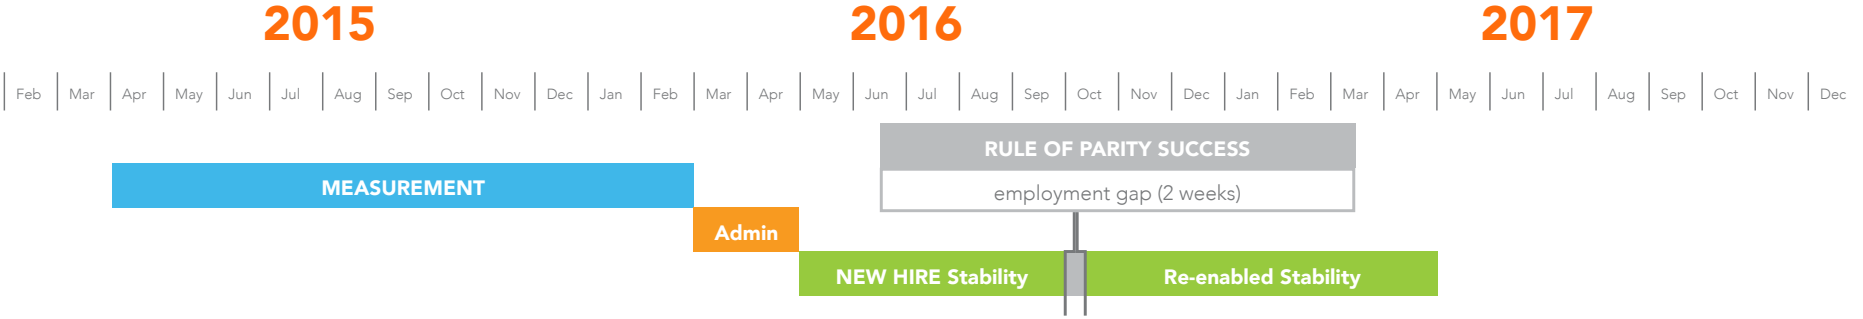 2015 2016 2017
Feb Mar Apr May Jun Jul Aug Sep Oct Nov Dec Jan Feb Mar Apr May Jun Jul Aug Sep Oct Nov Dec Jan Feb Mar Apr May Jun Jul Aug Sep Oct Nov Dec
RULE OF PARITY SUCCESS
MEASUREMENT
employment gap (2 weeks)
Admin
NEW HIRE Stability
Re-enabled Stability